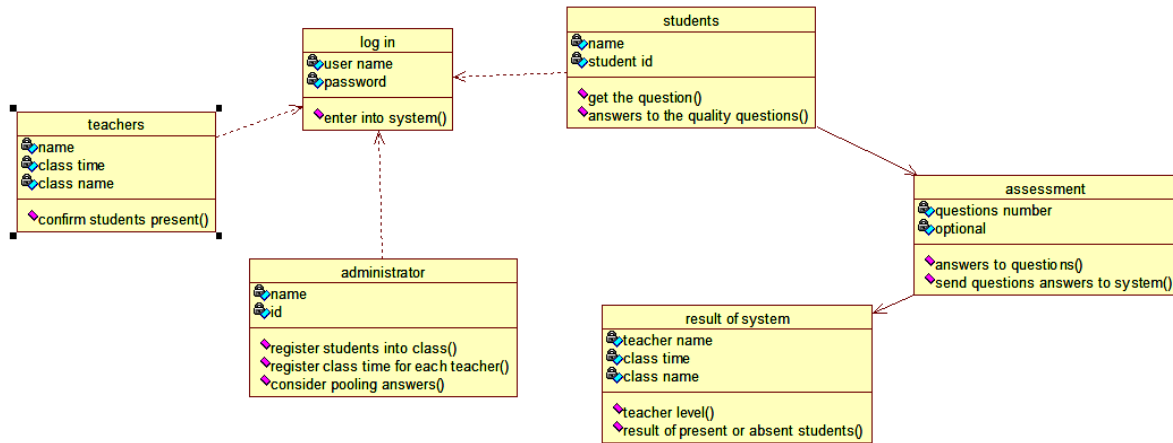 log in
user name
password
enter into system()
students
name
student id
get the question()
answers to the quality questions()
teachers
name
class time
class name
confirm students present()
assessment
questions number
optional
answers to questions()
send questions answers to system()
administrator
name
id
register students into class()
register class time for each teacher()
consider pooling answers()
result of system
teacher name
class time
class name
teacher level()
result of present or absent students()